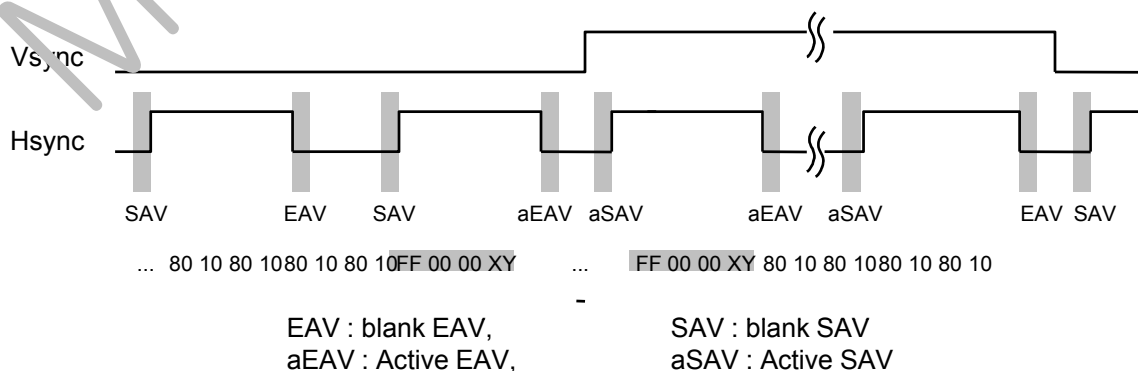 Vsync
Hsync
SAV EAV SAV aEAV aSAV aEAV aSAV EAV SAV
... 80 10 80 1080 10 80 10FF 00 00 XY ... FF 00 00 XY 80 10 80 1080 10 80 10
EAV : blank EAV, SAV : blank SAV
aEAV : Active EAV, aSAV : Active SAV